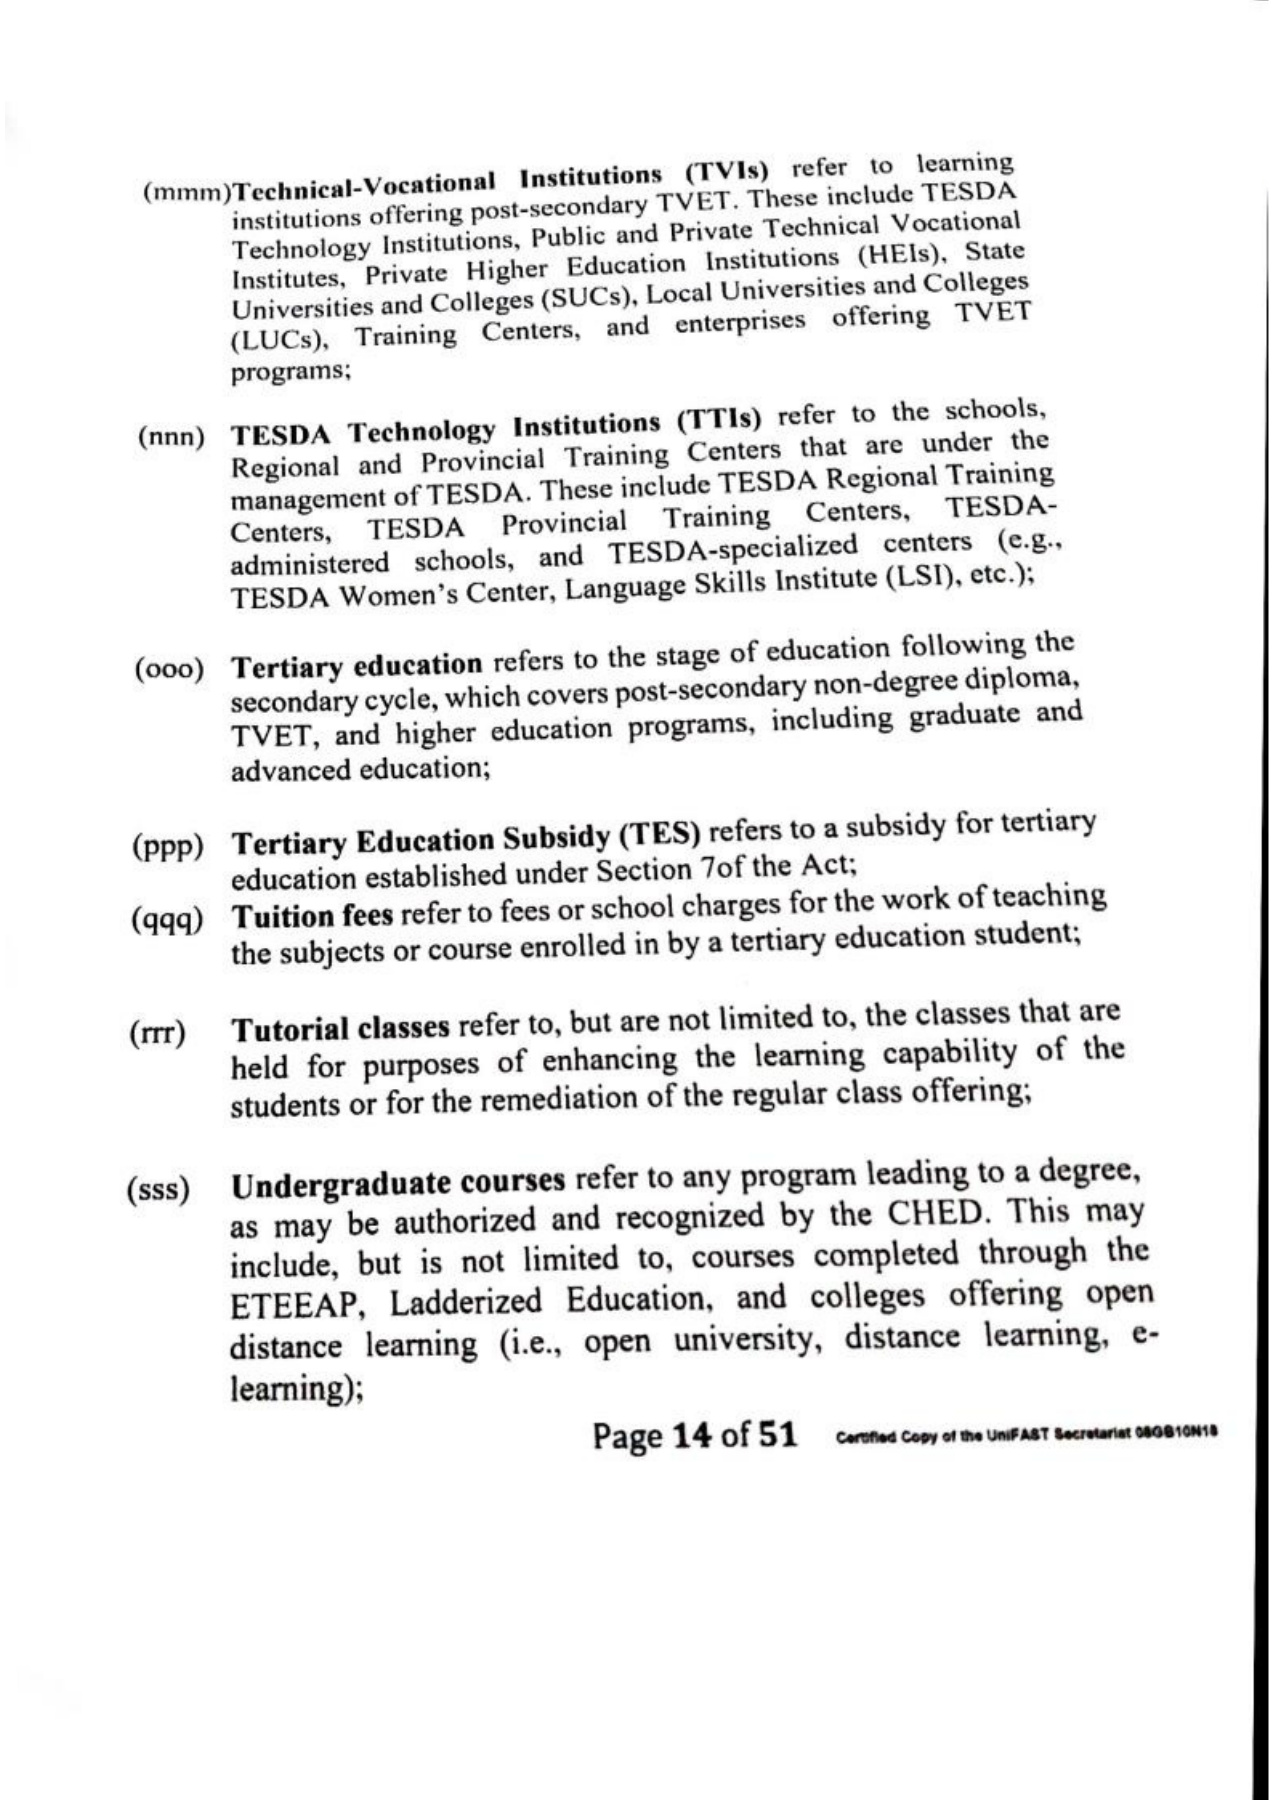 (mmm)Technical-Vocational Institutions (TVIs) refer to learning
institutions offering post-secondary TVET. These include TESDA
Technology Institutions, Public and Private Technical Vocational
Institutes, Private Higher Education Institutions (HEIs), State
Universities and Colleges (SUCs), Local Universities and Colleges
(LUCs), Training Centers, and enterprises offering TVET
programs;
(nnn) TESDA Technology Institutions (TTIs) refer to the schools,
Regional and Provincial Training Centers that are under the
management of TESDA. These include TESDA Regional Training
Centers, TESDA Provincial Training Centers, TESDA-
administered schools, and TESDA-specialized centers (e.g.,
TESDA Women's Center, Language Skills Institute (LSI), etc.);
(ooo) Tertiary education refers to the stage of education following the
secondary cycle, which covers post-secondary non-degree diploma,
TVET, and higher education programs, including graduate and
advanced education;
(ppp) Tertiary Education Subsidy (TES) refers to a subsidy for tertiary
education established under Section 7of the Act;
(qqq) Tuition fees refer to fees or school charges for the work of teaching
the subjects or course enrolled in by a tertiary education student;
(rrr) Tutorial classes refer to, but are not limited to, the classes that are
held for purposes of enhancing the learning capability of the
students or for the remediation of the regular class offering;
(sss) Undergraduate courses refer to any program leading to a degree,
as may be authorized and recognized by the CHED. This may
include, but is not limited to, courses completed through the
ETEEAP, Ladderized Education, and colleges offering open
distance learning (i.e., open university, distance learning, e-
learning);
Page 14 of 51 Certified Copy of the UniFAST Secretariat 08GB10N18